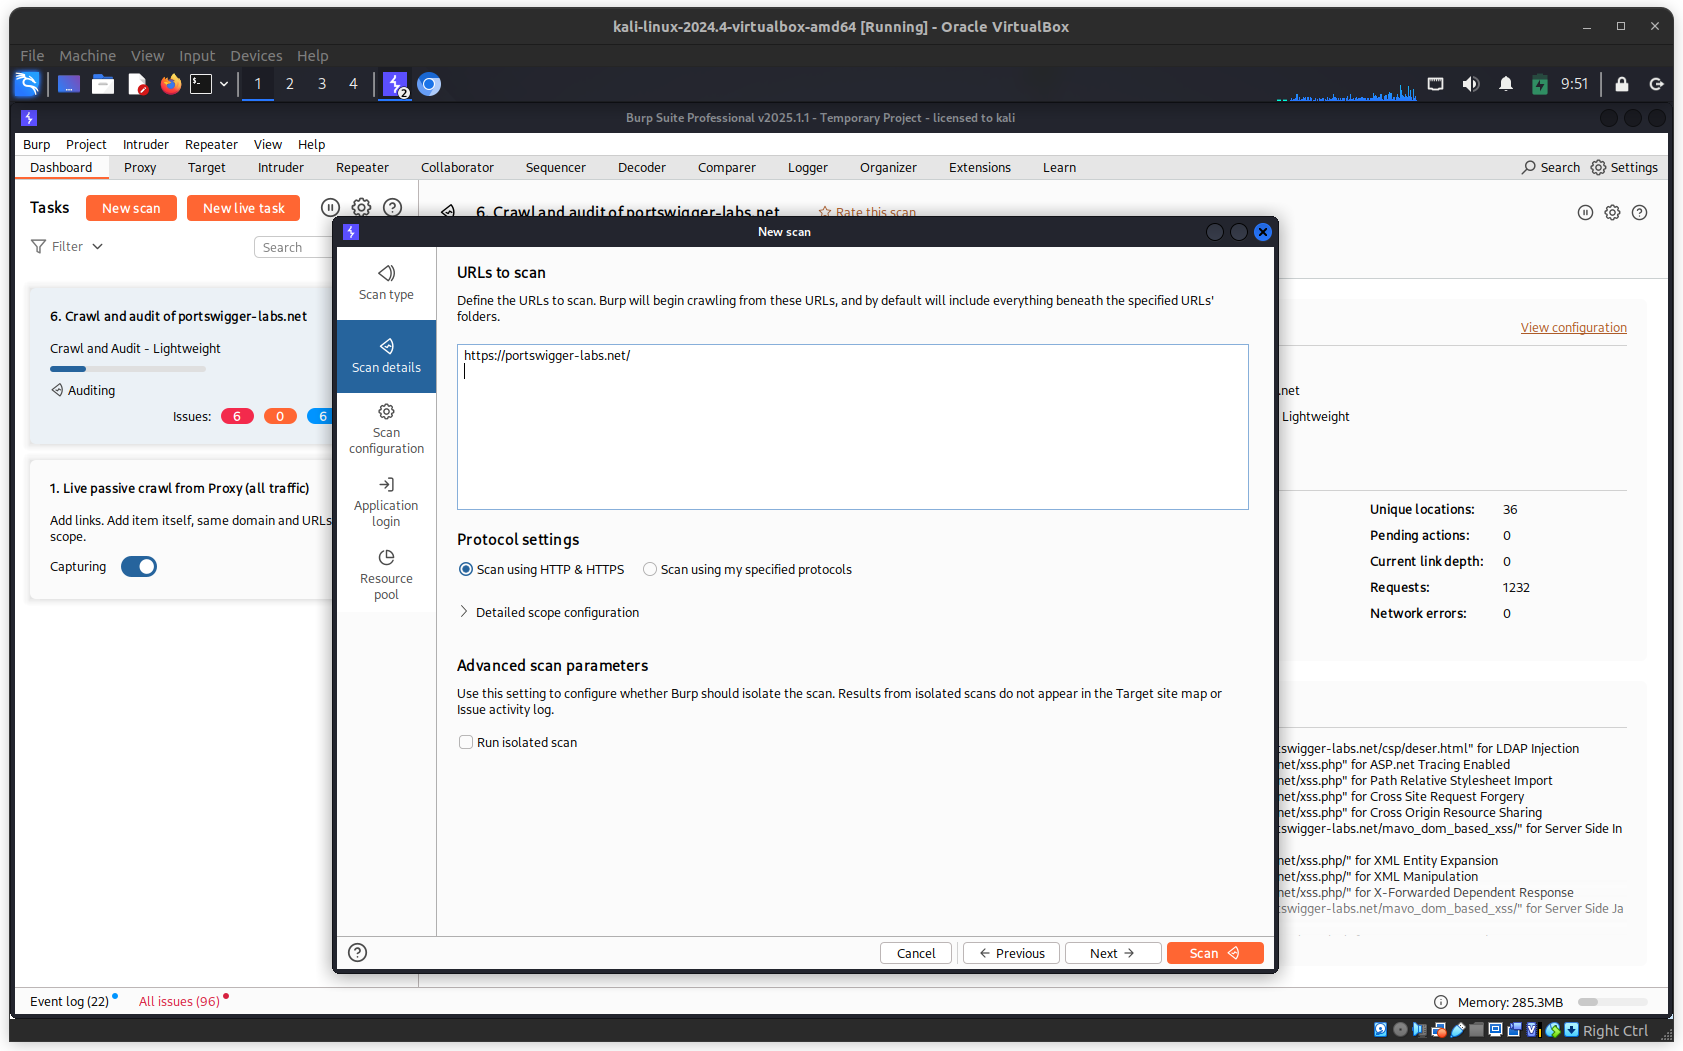 kali-linux-2024.4-virtualbox-amd64 [Running] - Oracle VirtualBox
File Machine View Input Devices Help
1 2 3 4 2 9:51
Burp Suite Professional v2025.1.1 - Temporary Project - licensed to kali
Burp Project Intruder Repeater View Help
Dashboard Proxy Target Intruder Repeater Collaborator Sequencer Decoder Comparer Logger Organizer Extensions Learn Search Settings
Tasks New scan New live task
6. Crawl and audit of portswigger-labs.net Rate this scan
Filter Search
6. Crawl and audit of portswigger-labs.net
Crawl and Audit - Lightweight
Auditing
Issues: 6 0 6
1. Live passive crawl from Proxy (all traffic)
Add links. Add item itself, same domain and URLs
scope.
Capturing
New scan
Scan type
Scan details
Scan
configuration
Application
login
Resource
pool
URLs to scan
Define the URLs to scan. Burp will begin crawling from these URLs, and by default will include everything beneath the specified URLs'
folders.
https://portswigger-labs.net/
Protocol settings
Scan using HTTP & HTTPS Scan using my specified protocols
Detailed scope configuration
Advanced scan parameters
Use this setting to configure whether Burp should isolate the scan. Results from isolated scans do not appear in the Target site map or
Issue activity log.
Run isolated scan
Cancel Previous Next Scan
View configuration
.net
Lightweight
Unique locations: 36
Pending actions: 0
Current link depth: 0
Requests: 1232
Network errors: 0
tswigger-labs.net/csp/deser.html" for LDAP Injection
net/xss.php" for ASP.net Tracing Enabled
net/xss.php" for Path Relative Stylesheet Import
net/xss.php" for Cross Site Request Forgery
net/xss.php" for Cross Origin Resource Sharing
tswigger-labs.net/mavo_dom_based_xss/" for Server Side In
net/xss.php/" for XML Entity Expansion
net/xss.php/" for XML Manipulation
net/xss.php/" for X-Forwarded Dependent Response
tswigger-labs.net/mavo_dom_based_xss/" for Server Side Ja
Event log (22) All issues (96) Memory: 285.3MB
Right Ctrl